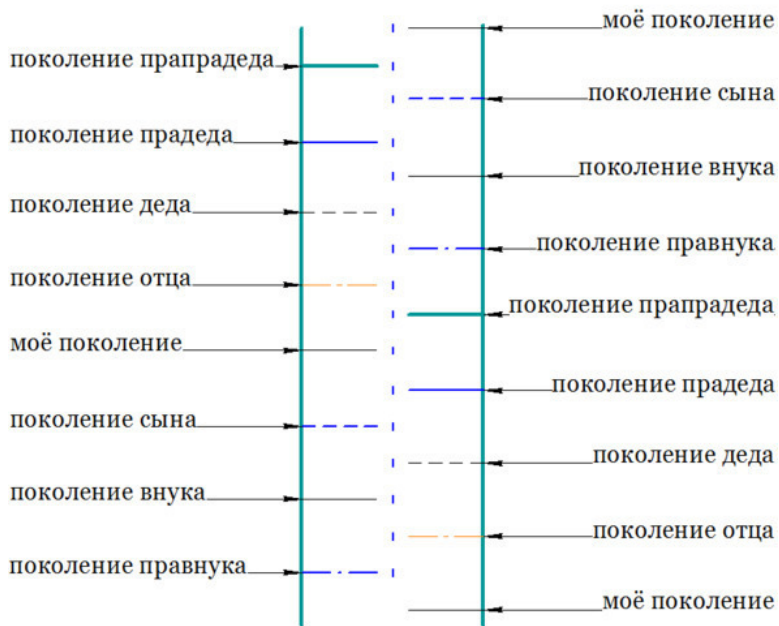 поколение прапрадеда
поколение прадеда
поколение деда
поколение отца
моё поколение
поколение сына
поколение внука
поколение правнука
моё поколение
поколение сына
поколение внука
поколение правнука
поколение прапрадеда
поколение прадеда
поколение деда
поколение отца
моё поколение